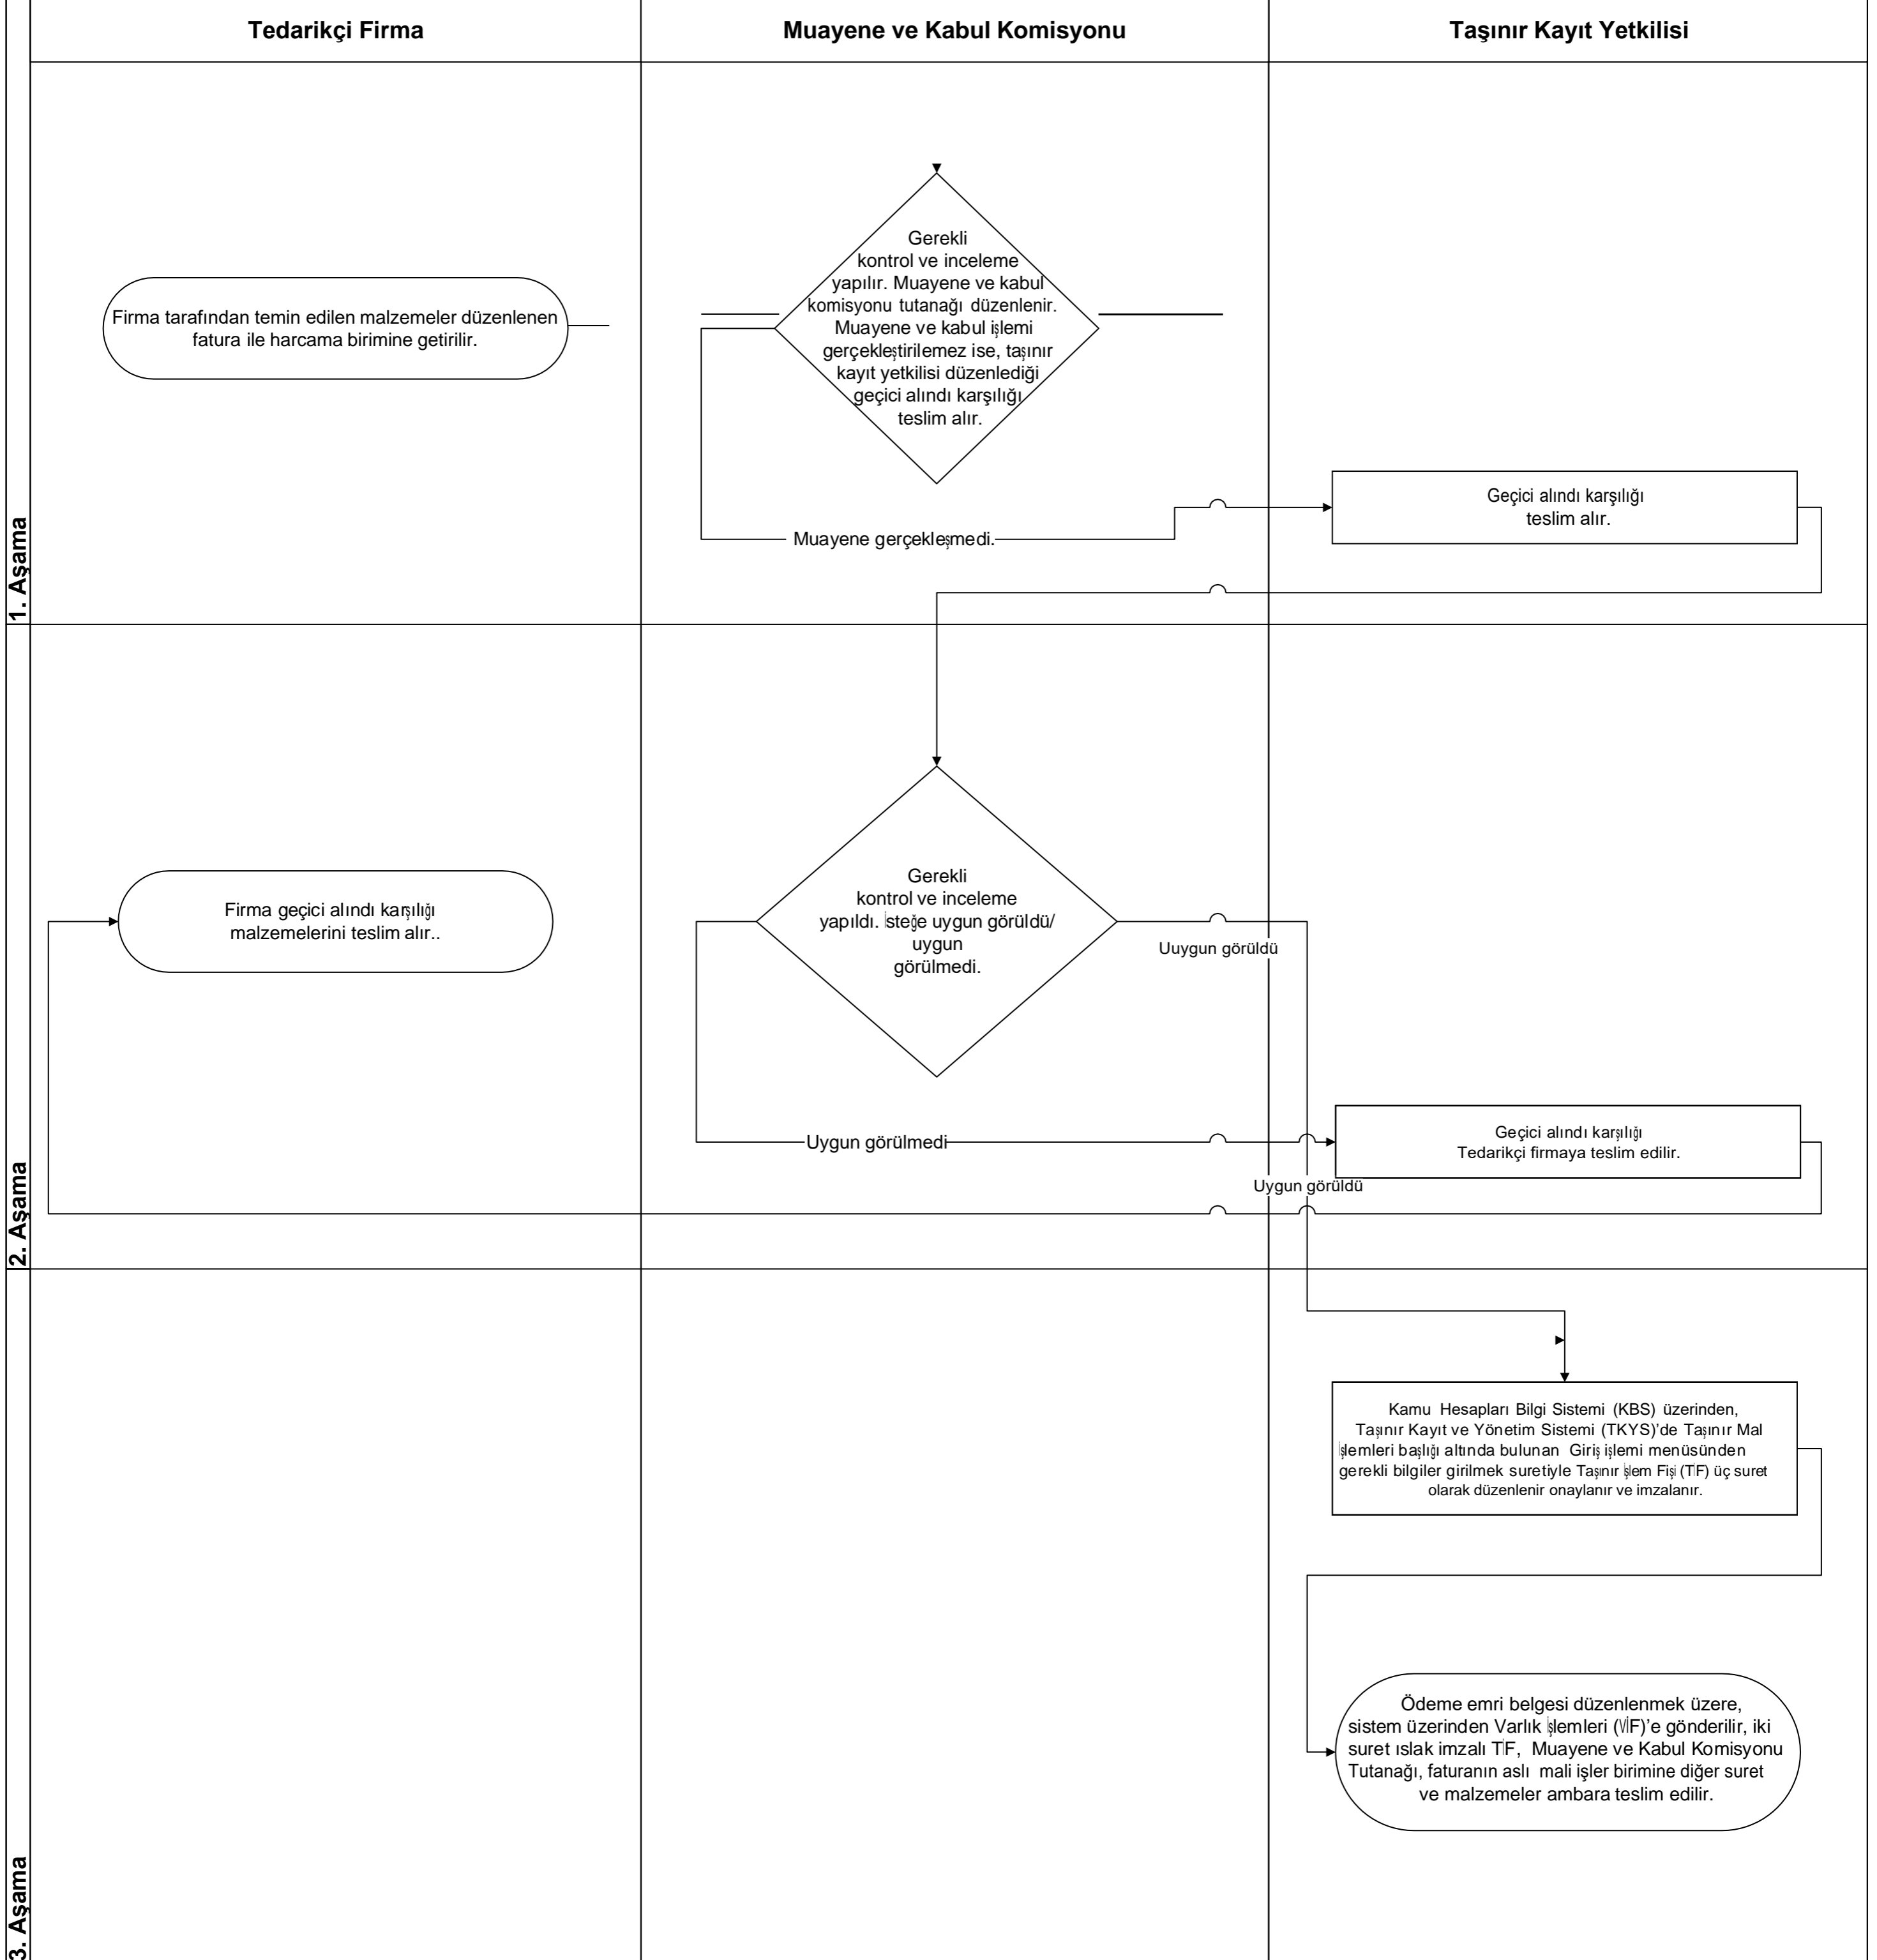 Tedarikçi Firma
Muayene ve Kabul Komisyonu
Taşınır Kayıt Yetkilisi
1. Aşama
Firma tarafından temin edilen malzemeler düzenlenen
fatura ile harcama birimine getirilir.
Gerekli
kontrol ve inceleme
yapılır. Muayene ve kabul
komisyonu tutanağı düzenlenir.
Muayene ve kabul işlemi
gerçekleştirilemez ise, taşınır
kayıt yetkilisi düzenlediği
geçici alındı karşılığı
teslim alır.
Muayene gerçekleşmedi.
Geçici alındı karşılığı
teslim alır.
2. Aşama
Firma geçici alındı karşılığı
malzemelerini teslim alır..
Gerekli
kontrol ve inceleme
yapıldı. İsteğe uygun görüldü/
uygun
görülmedi.
Uuygun görüldü
Uygun görülmedi
Geçici alındı karşılığı
Tedarikçi firmaya teslim edilir.
Uygun görüldü
3. Aşama
Kamu Hesapları Bilgi Sistemi (KBS) üzerinden,
Taşınır Kayıt ve Yönetim Sistemi (TKYS)'de Taşınır Mal
İşlemleri başlığı altında bulunan Giriş işlemi menüsünden
gerekli bilgiler girilmek suretiyle Taşınır İşlem Fişi (TİF) üç suret
olarak düzenlenir onaylanır ve imzalanır.
Ödeme emri belgesi düzenlenmek üzere,
sistem üzerinden Varlık İşlemleri (VİF)'e gönderilir, iki
suret ıslak imzalı TİF, Muayene ve Kabul Komisyonu
Tutanağı, faturanın aslı mali işler birimine diğer suret
ve malzemeler ambara teslim edilir.